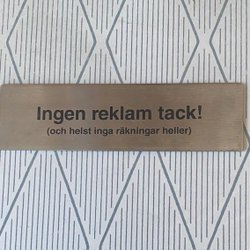 Ingen reklam tack!
(och helst inga räkningar heller)